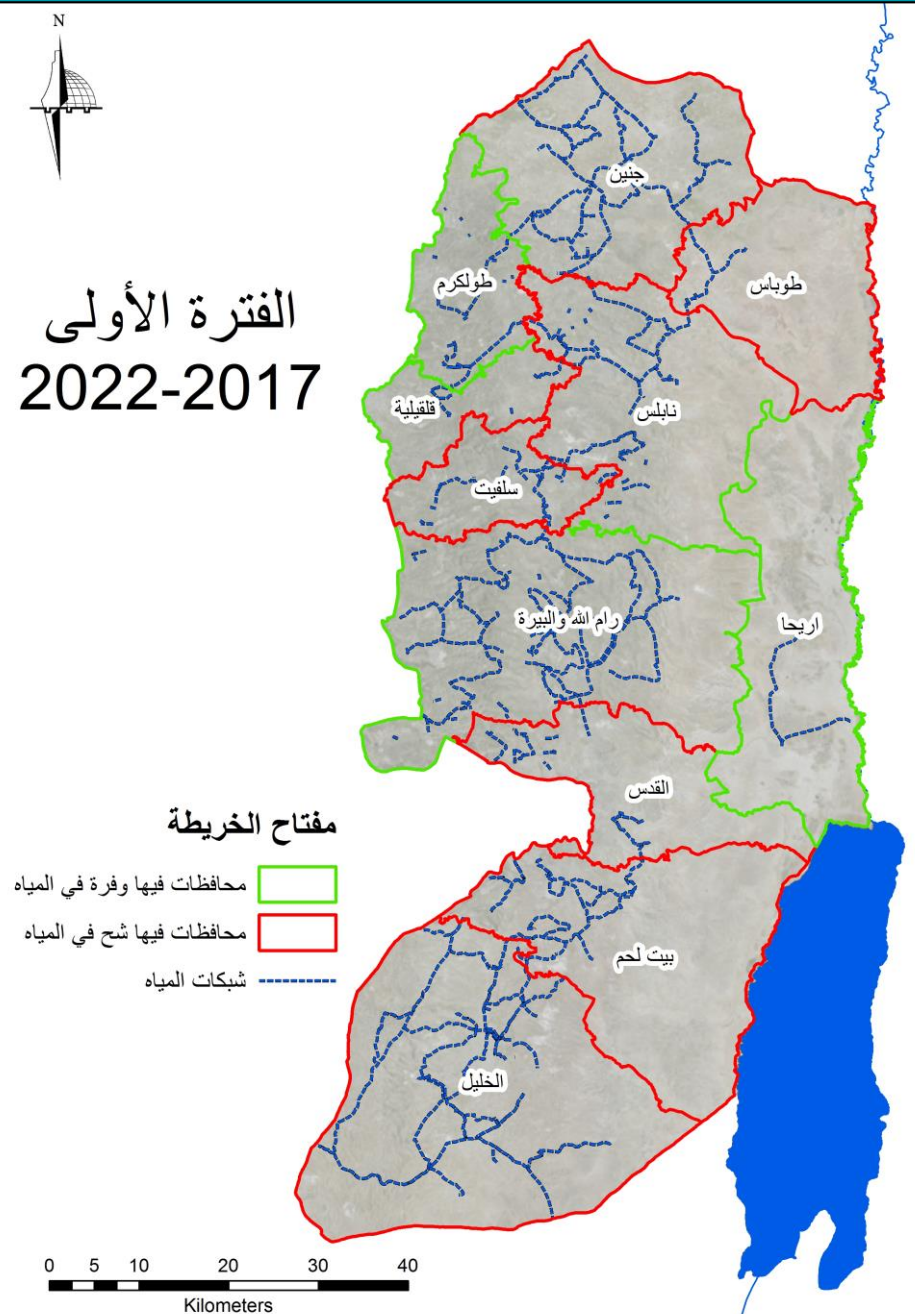 N
الفترة الأولى
2022-2017
جنين
طوباس
طولكرم
نابلس
قلقيلية
سلفيت
رام الله والبيرة
اريحا
القدس
بيت لحم
الخليل
مفتاح الخريطة
محافظات فيها وفرة في المياه
محافظات فيها شح في المياه
شبكات المياه
0 5 10 20 30 40
Kilometers